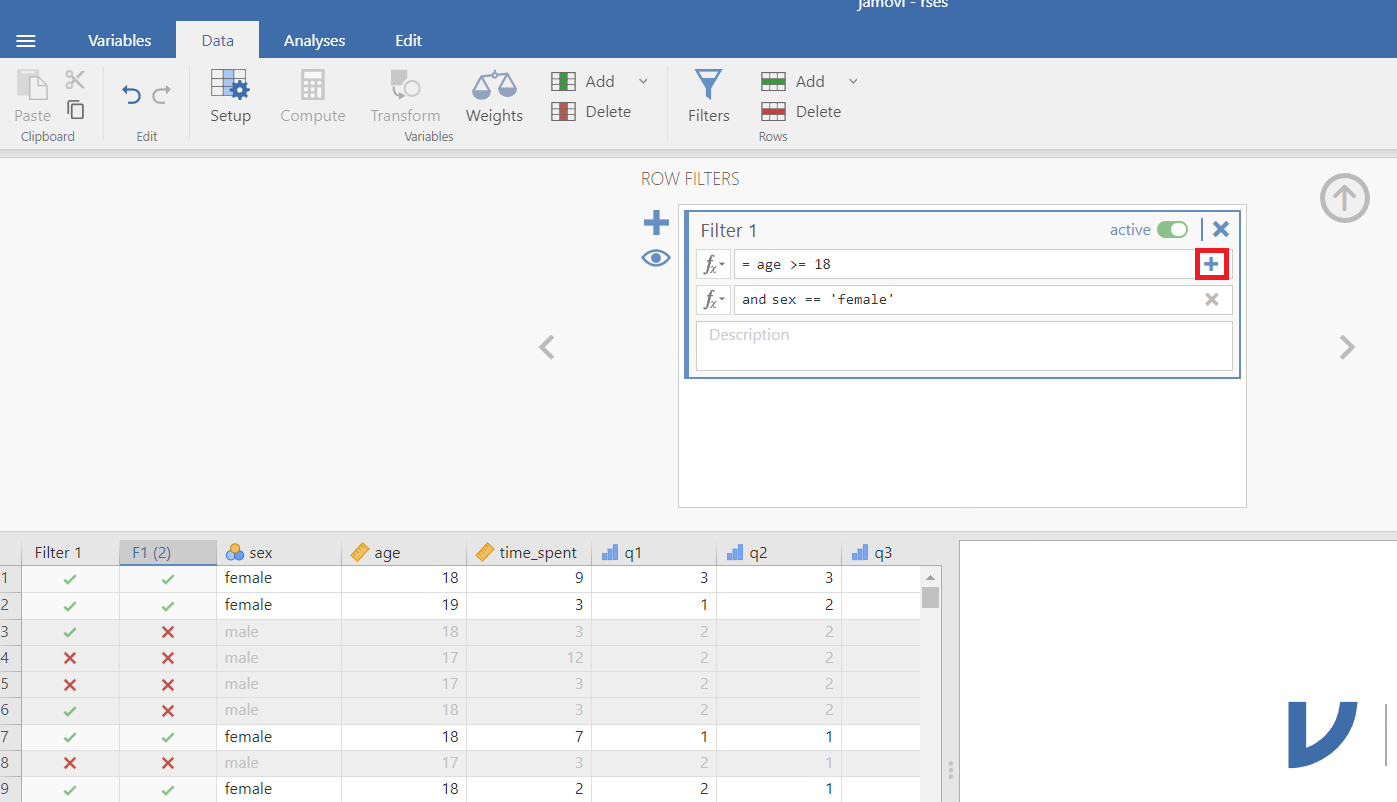 jamovi - rses
Variables Data Analyses Edit
Paste Setup Compute Transform Weights Add Delete Filters Add Delete
Clipboard Edit Variables Rows
ROW FILTERS
Filter 1 active
fx = age >= 18
fx and sex == 'female'
Description
Filter 1 F1 (2) sex age time_spent q1 q2 q3
1 female 18 9 3 3
2 female 19 3 1 2
3 male 18 3 2 2
4 male 17 12 2 2
5 male 17 3 2 2
6 male 18 3 2 2
7 female 18 7 1 1
8 male 17 3 2 1
9 female 18 2 2 1